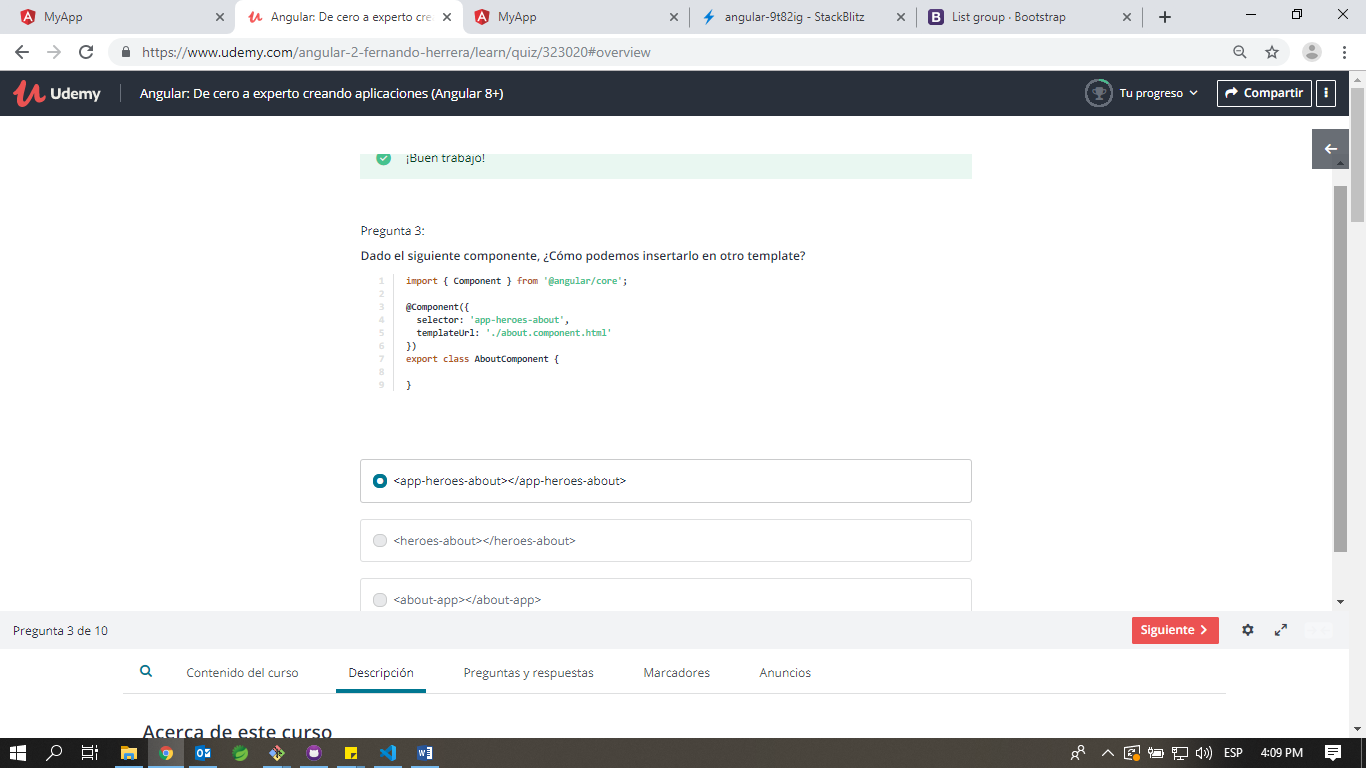 MyApp
Angular: De cero a experto cre
MyApp
angular-9t82ig - StackBlitz
List group · Bootstrap
https://www.udemy.com/angular-2-fernando-herrera/learn/quiz/323020#overview
Udemy
Angular: De cero a experto creando aplicaciones (Angular 8+)
Tu progreso
Compartir
¡Buen trabajo!
Pregunta 3:
Dado el siguiente componente, ¿Cómo podemos insertarlo en otro template?
1 import { Component } from '@angular/core';
2
3 @Component({
4 selector: 'app-heroes-about',
5 templateUrl: './about.component.html'
6 })
7 export class AboutComponent {
8
9 }
<app-heroes-about></app-heroes-about>
<heroes-about></heroes-about>
<about-app></about-app>
Pregunta 3 de 10
Siguiente
Contenido del curso
Descripción
Preguntas y respuestas
Marcadores
Anuncios
Acerca de este curso
ESP
4:09 PM